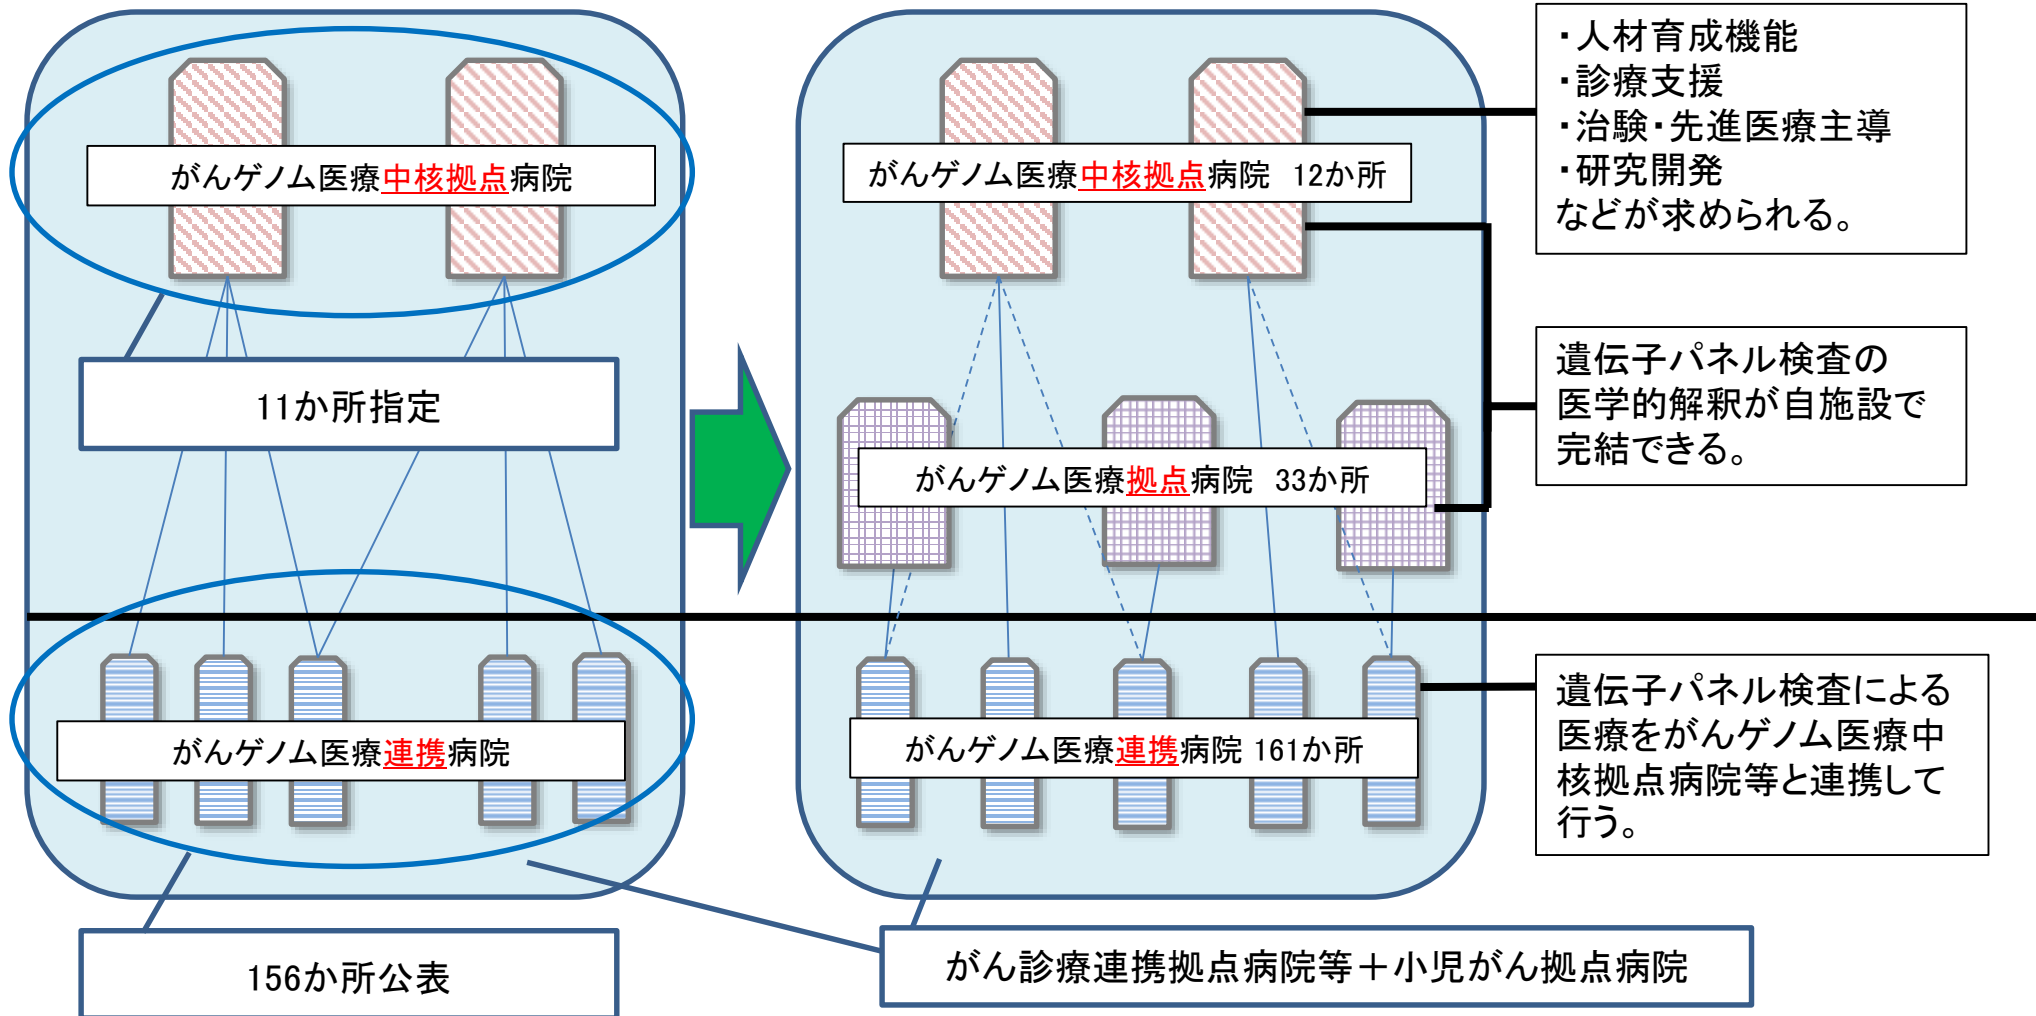 がんゲノム医療中核拠点病院
11か所指定
がんゲノム医療連携病院
156か所公表
がんゲノム医療中核拠点病院 12か所
がんゲノム医療拠点病院 33か所
がんゲノム医療連携病院 161か所
がん診療連携拠点病院等＋小児がん拠点病院
・人材育成機能
・診療支援
・治験・先進医療主導
・研究開発
などが求められる。
遺伝子パネル検査の
医学的解釈が自施設で
完結できる。
遺伝子パネル検査による
医療をがんゲノム医療中
核拠点病院等と連携して
行う。